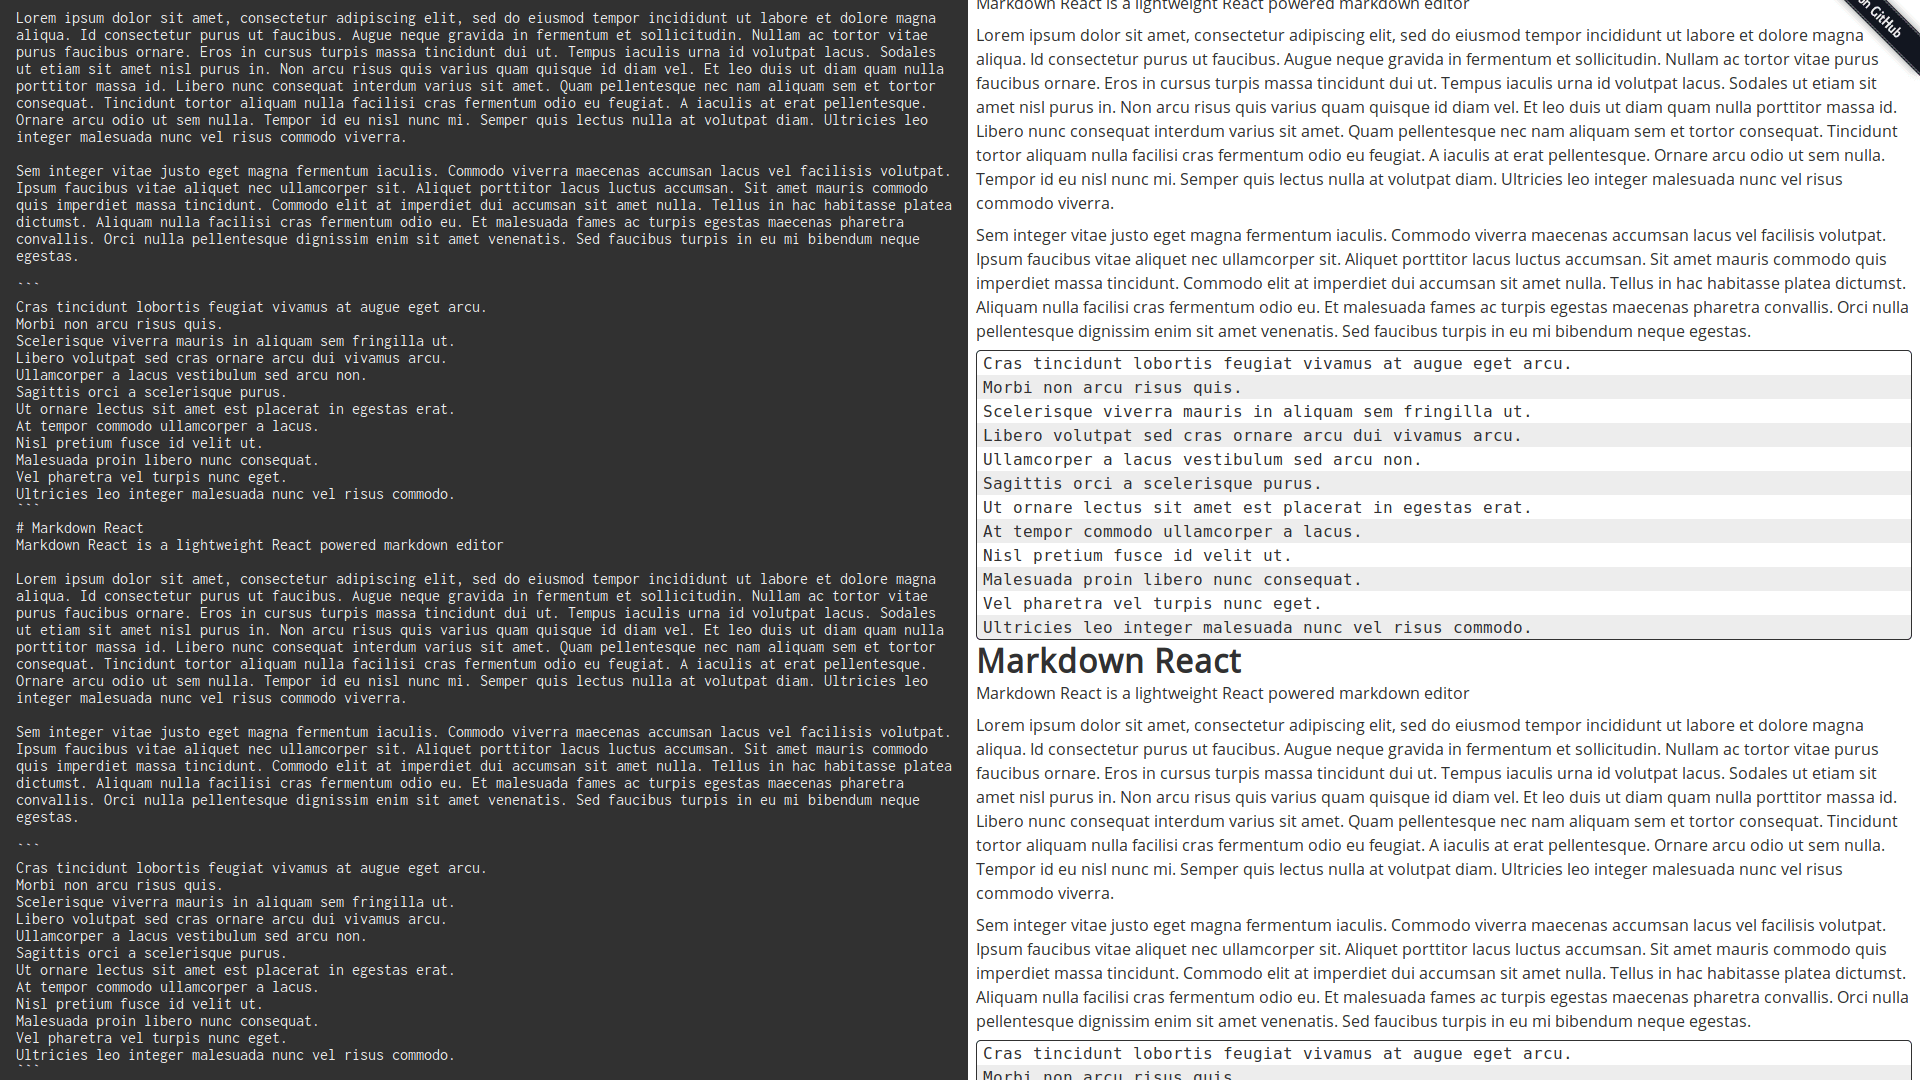 Lorem ipsum dolor sit amet, consectetur adipiscing elit, sed do eiusmod tempor incididunt ut labore et dolore magna
aliqua. Id consectetur purus ut faucibus. Augue neque gravida in fermentum et sollicitudin. Nullam ac tortor vitae
purus faucibus ornare. Eros in cursus turpis massa tincidunt dui ut. Tempus iaculis urna id volutpat lacus. Sodales
ut etiam sit amet nisl purus in. Non arcu risus quis varius quam quisque id diam vel. Et leo duis ut diam quam nulla
porttitor massa id. Libero nunc consequat interdum varius sit amet. Quam pellentesque nec nam aliquam sem et tortor
consequat. Tincidunt tortor aliquam nulla facilisi cras fermentum odio eu feugiat. A iaculis at erat pellentesque.
Ornare arcu odio ut sem nulla. Tempor id eu nisl nunc mi. Semper quis lectus nulla at volutpat diam. Ultricies leo
integer malesuada nunc vel risus commodo viverra.
Sem integer vitae justo eget magna fermentum iaculis. Commodo viverra maecenas accumsan lacus vel facilisis volutpat.
Ipsum faucibus vitae aliquet nec ullamcorper sit. Aliquet porttitor lacus luctus accumsan. Sit amet mauris commodo
quis imperdiet massa tincidunt. Commodo elit at imperdiet dui accumsan sit amet nulla. Tellus in hac habitasse platea
dictumst. Aliquam nulla facilisi cras fermentum odio eu. Et malesuada fames ac turpis egestas maecenas pharetra
convallis. Orci nulla pellentesque dignissim enim sit amet venenatis. Sed faucibus turpis in eu mi bibendum neque
egestas.
```
Cras tincidunt lobortis feugiat vivamus at augue eget arcu.
Morbi non arcu risus quis.
Scelerisque viverra mauris in aliquam sem fringilla ut.
Libero volutpat sed cras ornare arcu dui vivamus arcu.
Ullamcorper a lacus vestibulum sed arcu non.
Sagittis orci a scelerisque purus.
Ut ornare lectus sit amet est placerat in egestas erat.
At tempor commodo ullamcorper a lacus.
Nisl pretium fusce id velit ut.
Malesuada proin libero nunc consequat.
Vel pharetra vel turpis nunc eget.
Ultricies leo integer malesuada nunc vel risus commodo.
```
# Markdown React
Markdown React is a lightweight React powered markdown editor
Lorem ipsum dolor sit amet, consectetur adipiscing elit, sed do eiusmod tempor incididunt ut labore et dolore magna
aliqua. Id consectetur purus ut faucibus. Augue neque gravida in fermentum et sollicitudin. Nullam ac tortor vitae
purus faucibus ornare. Eros in cursus turpis massa tincidunt dui ut. Tempus iaculis urna id volutpat lacus. Sodales
ut etiam sit amet nisl purus in. Non arcu risus quis varius quam quisque id diam vel. Et leo duis ut diam quam nulla
porttitor massa id. Libero nunc consequat interdum varius sit amet. Quam pellentesque nec nam aliquam sem et tortor
consequat. Tincidunt tortor aliquam nulla facilisi cras fermentum odio eu feugiat. A iaculis at erat pellentesque.
Ornare arcu odio ut sem nulla. Tempor id eu nisl nunc mi. Semper quis lectus nulla at volutpat diam. Ultricies leo
integer malesuada nunc vel risus commodo viverra.
Sem integer vitae justo eget magna fermentum iaculis. Commodo viverra maecenas accumsan lacus vel facilisis volutpat.
Ipsum faucibus vitae aliquet nec ullamcorper sit. Aliquet porttitor lacus luctus accumsan. Sit amet mauris commodo
quis imperdiet massa tincidunt. Commodo elit at imperdiet dui accumsan sit amet nulla. Tellus in hac habitasse platea
dictumst. Aliquam nulla facilisi cras fermentum odio eu. Et malesuada fames ac turpis egestas maecenas pharetra
convallis. Orci nulla pellentesque dignissim enim sit amet venenatis. Sed faucibus turpis in eu mi bibendum neque
egestas.
```
Cras tincidunt lobortis feugiat vivamus at augue eget arcu.
Morbi non arcu risus quis.
Scelerisque viverra mauris in aliquam sem fringilla ut.
Libero volutpat sed cras ornare arcu dui vivamus arcu.
Ullamcorper a lacus vestibulum sed arcu non.
Sagittis orci a scelerisque purus.
Ut ornare lectus sit amet est placerat in egestas erat.
At tempor commodo ullamcorper a lacus.
Nisl pretium fusce id velit ut.
Malesuada proin libero nunc consequat.
Vel pharetra vel turpis nunc eget.
Ultricies leo integer malesuada nunc vel risus commodo.
```
Markdown React is a lightweight React powered markdown editor
on GitHub
Lorem ipsum dolor sit amet, consectetur adipiscing elit, sed do eiusmod tempor incididunt ut labore et dolore magna
aliqua. Id consectetur purus ut faucibus. Augue neque gravida in fermentum et sollicitudin. Nullam ac tortor vitae purus
faucibus ornare. Eros in cursus turpis massa tincidunt dui ut. Tempus iaculis urna id volutpat lacus. Sodales ut etiam sit
amet nisl purus in. Non arcu risus quis varius quam quisque id diam vel. Et leo duis ut diam quam nulla porttitor massa id.
Libero nunc consequat interdum varius sit amet. Quam pellentesque nec nam aliquam sem et tortor consequat. Tincidunt
tortor aliquam nulla facilisi cras fermentum odio eu feugiat. A iaculis at erat pellentesque. Ornare arcu odio ut sem nulla.
Tempor id eu nisl nunc mi. Semper quis lectus nulla at volutpat diam. Ultricies leo integer malesuada nunc vel risus
commodo viverra.
Sem integer vitae justo eget magna fermentum iaculis. Commodo viverra maecenas accumsan lacus vel facilisis volutpat.
Ipsum faucibus vitae aliquet nec ullamcorper sit. Aliquet porttitor lacus luctus accumsan. Sit amet mauris commodo quis
imperdiet massa tincidunt. Commodo elit at imperdiet dui accumsan sit amet nulla. Tellus in hac habitasse platea dictumst.
Aliquam nulla facilisi cras fermentum odio eu. Et malesuada fames ac turpis egestas maecenas pharetra convallis. Orci nulla
pellentesque dignissim enim sit amet venenatis. Sed faucibus turpis in eu mi bibendum neque egestas.
Cras tincidunt lobortis feugiat vivamus at augue eget arcu.
Morbi non arcu risus quis.
Scelerisque viverra mauris in aliquam sem fringilla ut.
Libero volutpat sed cras ornare arcu dui vivamus arcu.
Ullamcorper a lacus vestibulum sed arcu non.
Sagittis orci a scelerisque purus.
Ut ornare lectus sit amet est placerat in egestas erat.
At tempor commodo ullamcorper a lacus.
Nisl pretium fusce id velit ut.
Malesuada proin libero nunc consequat.
Vel pharetra vel turpis nunc eget.
Ultricies leo integer malesuada nunc vel risus commodo.
Markdown React
Markdown React is a lightweight React powered markdown editor
Lorem ipsum dolor sit amet, consectetur adipiscing elit, sed do eiusmod tempor incididunt ut labore et dolore magna
aliqua. Id consectetur purus ut faucibus. Augue neque gravida in fermentum et sollicitudin. Nullam ac tortor vitae purus
faucibus ornare. Eros in cursus turpis massa tincidunt dui ut. Tempus iaculis urna id volutpat lacus. Sodales ut etiam sit
amet nisl purus in. Non arcu risus quis varius quam quisque id diam vel. Et leo duis ut diam quam nulla porttitor massa id.
Libero nunc consequat interdum varius sit amet. Quam pellentesque nec nam aliquam sem et tortor consequat. Tincidunt
tortor aliquam nulla facilisi cras fermentum odio eu feugiat. A iaculis at erat pellentesque. Ornare arcu odio ut sem nulla.
Tempor id eu nisl nunc mi. Semper quis lectus nulla at volutpat diam. Ultricies leo integer malesuada nunc vel risus
commodo viverra.
Sem integer vitae justo eget magna fermentum iaculis. Commodo viverra maecenas accumsan lacus vel facilisis volutpat.
Ipsum faucibus vitae aliquet nec ullamcorper sit. Aliquet porttitor lacus luctus accumsan. Sit amet mauris commodo quis
imperdiet massa tincidunt. Commodo elit at imperdiet dui accumsan sit amet nulla. Tellus in hac habitasse platea dictumst.
Aliquam nulla facilisi cras fermentum odio eu. Et malesuada fames ac turpis egestas maecenas pharetra convallis. Orci nulla
pellentesque dignissim enim sit amet venenatis. Sed faucibus turpis in eu mi bibendum neque egestas.
Cras tincidunt lobortis feugiat vivamus at augue eget arcu.
Morbi non arcu risus quis.